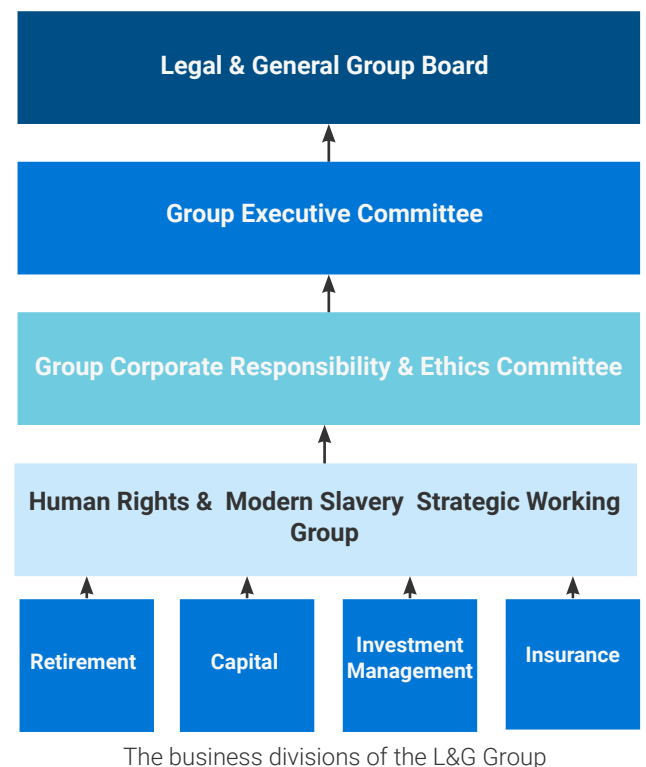 Legal & General Group Board
Group Executive Committee
Group Corporate Responsibility & Ethics Committee
Human Rights & Modern Slavery Strategic Working
Group
Retirement
Capital
Investment
Management
Insurance
The business divisions of the L&G Group